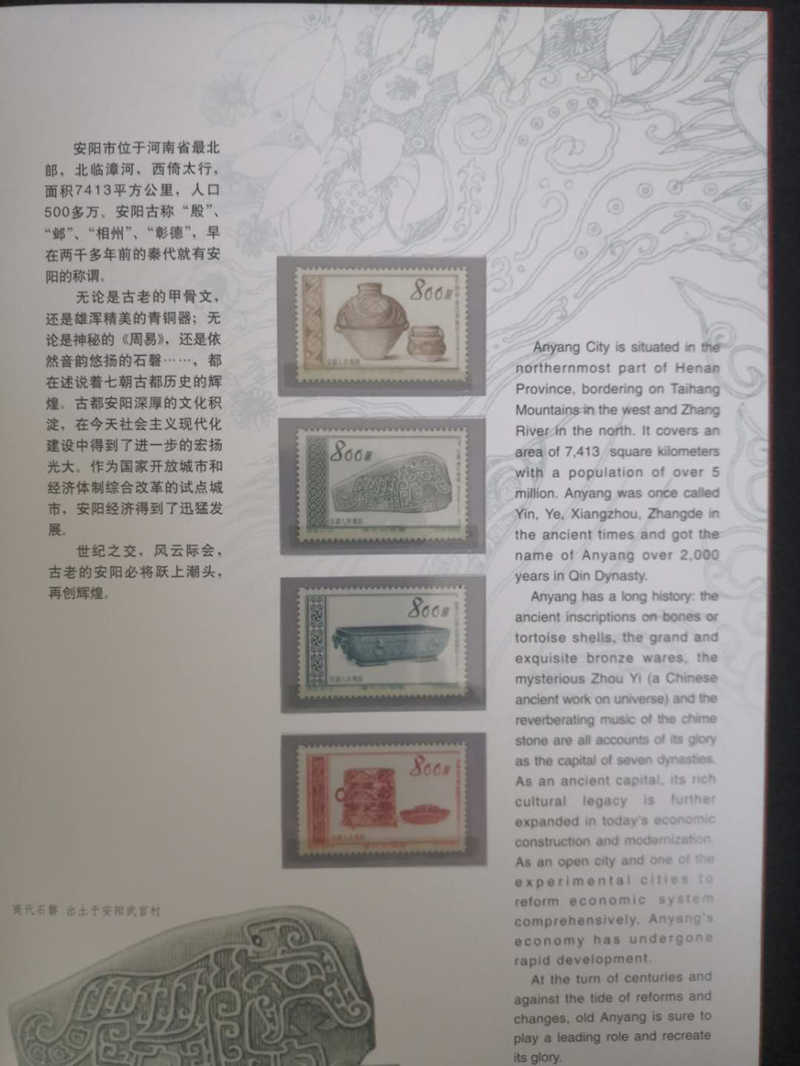 安阳市位于河南省最北
部，北临漳河，西倚太行，
面积7413平方公里，人口
500多万。安阳古称“殷”、
“邺”、“相州”、“彰德”，早
在两千多年前的秦代就有安
阳的称谓。
无论是古老的甲骨文，
还是雄浑精美的青铜器；无
论是神秘的《周易》，还是依
然音韵悠扬的石磬……，都
在述说着七朝古都历史的辉
煌。古都安阳深厚的文化积
淀，在今天社会主义现代化
建设中得到了进一步的宏扬
光大。作为国家开放城市和
经济体制综合改革的试点城
市，安阳经济得到了迅猛发
展。
世纪之交，风云际会，
古老的安阳必将跃上潮头，
再创辉煌。
800
800
800
800
Anyang City is situated in the
northernmost part of Henan
Province, bordering on Taihang
Mountains in the west and Zhang
River in the north. It covers an
area of 7,413 square kilometers
with a population of over 5
million. Anyang was once called
Yin, Ye, Xiangzhou, Zhangde in
the ancient times and got the
name of Anyang over 2,000
years in Qin Dynasty.
Anyang has a long history: the
ancient inscriptions on bones or
tortoise shells, the grand and
exquisite bronze wares, the
mysterious Zhou Yi (a Chinese
ancient work on universe) and the
reverberating music of the chime
stone are all accounts of its glory
as the capital of seven dynasties.
As an ancient capital, its rich
cultural legacy is further
expanded in today's economic
construction and modernization.
As an open city and one of the
experimental cities to
reform economic system
comprehensively, Anyang's
economy has undergone
rapid development.
At the turn of centuries and
against the tide of reforms and
changes, old Anyang is sure to
play a leading role and recreate
its glory.
商代石磬 出土于安阳武官村